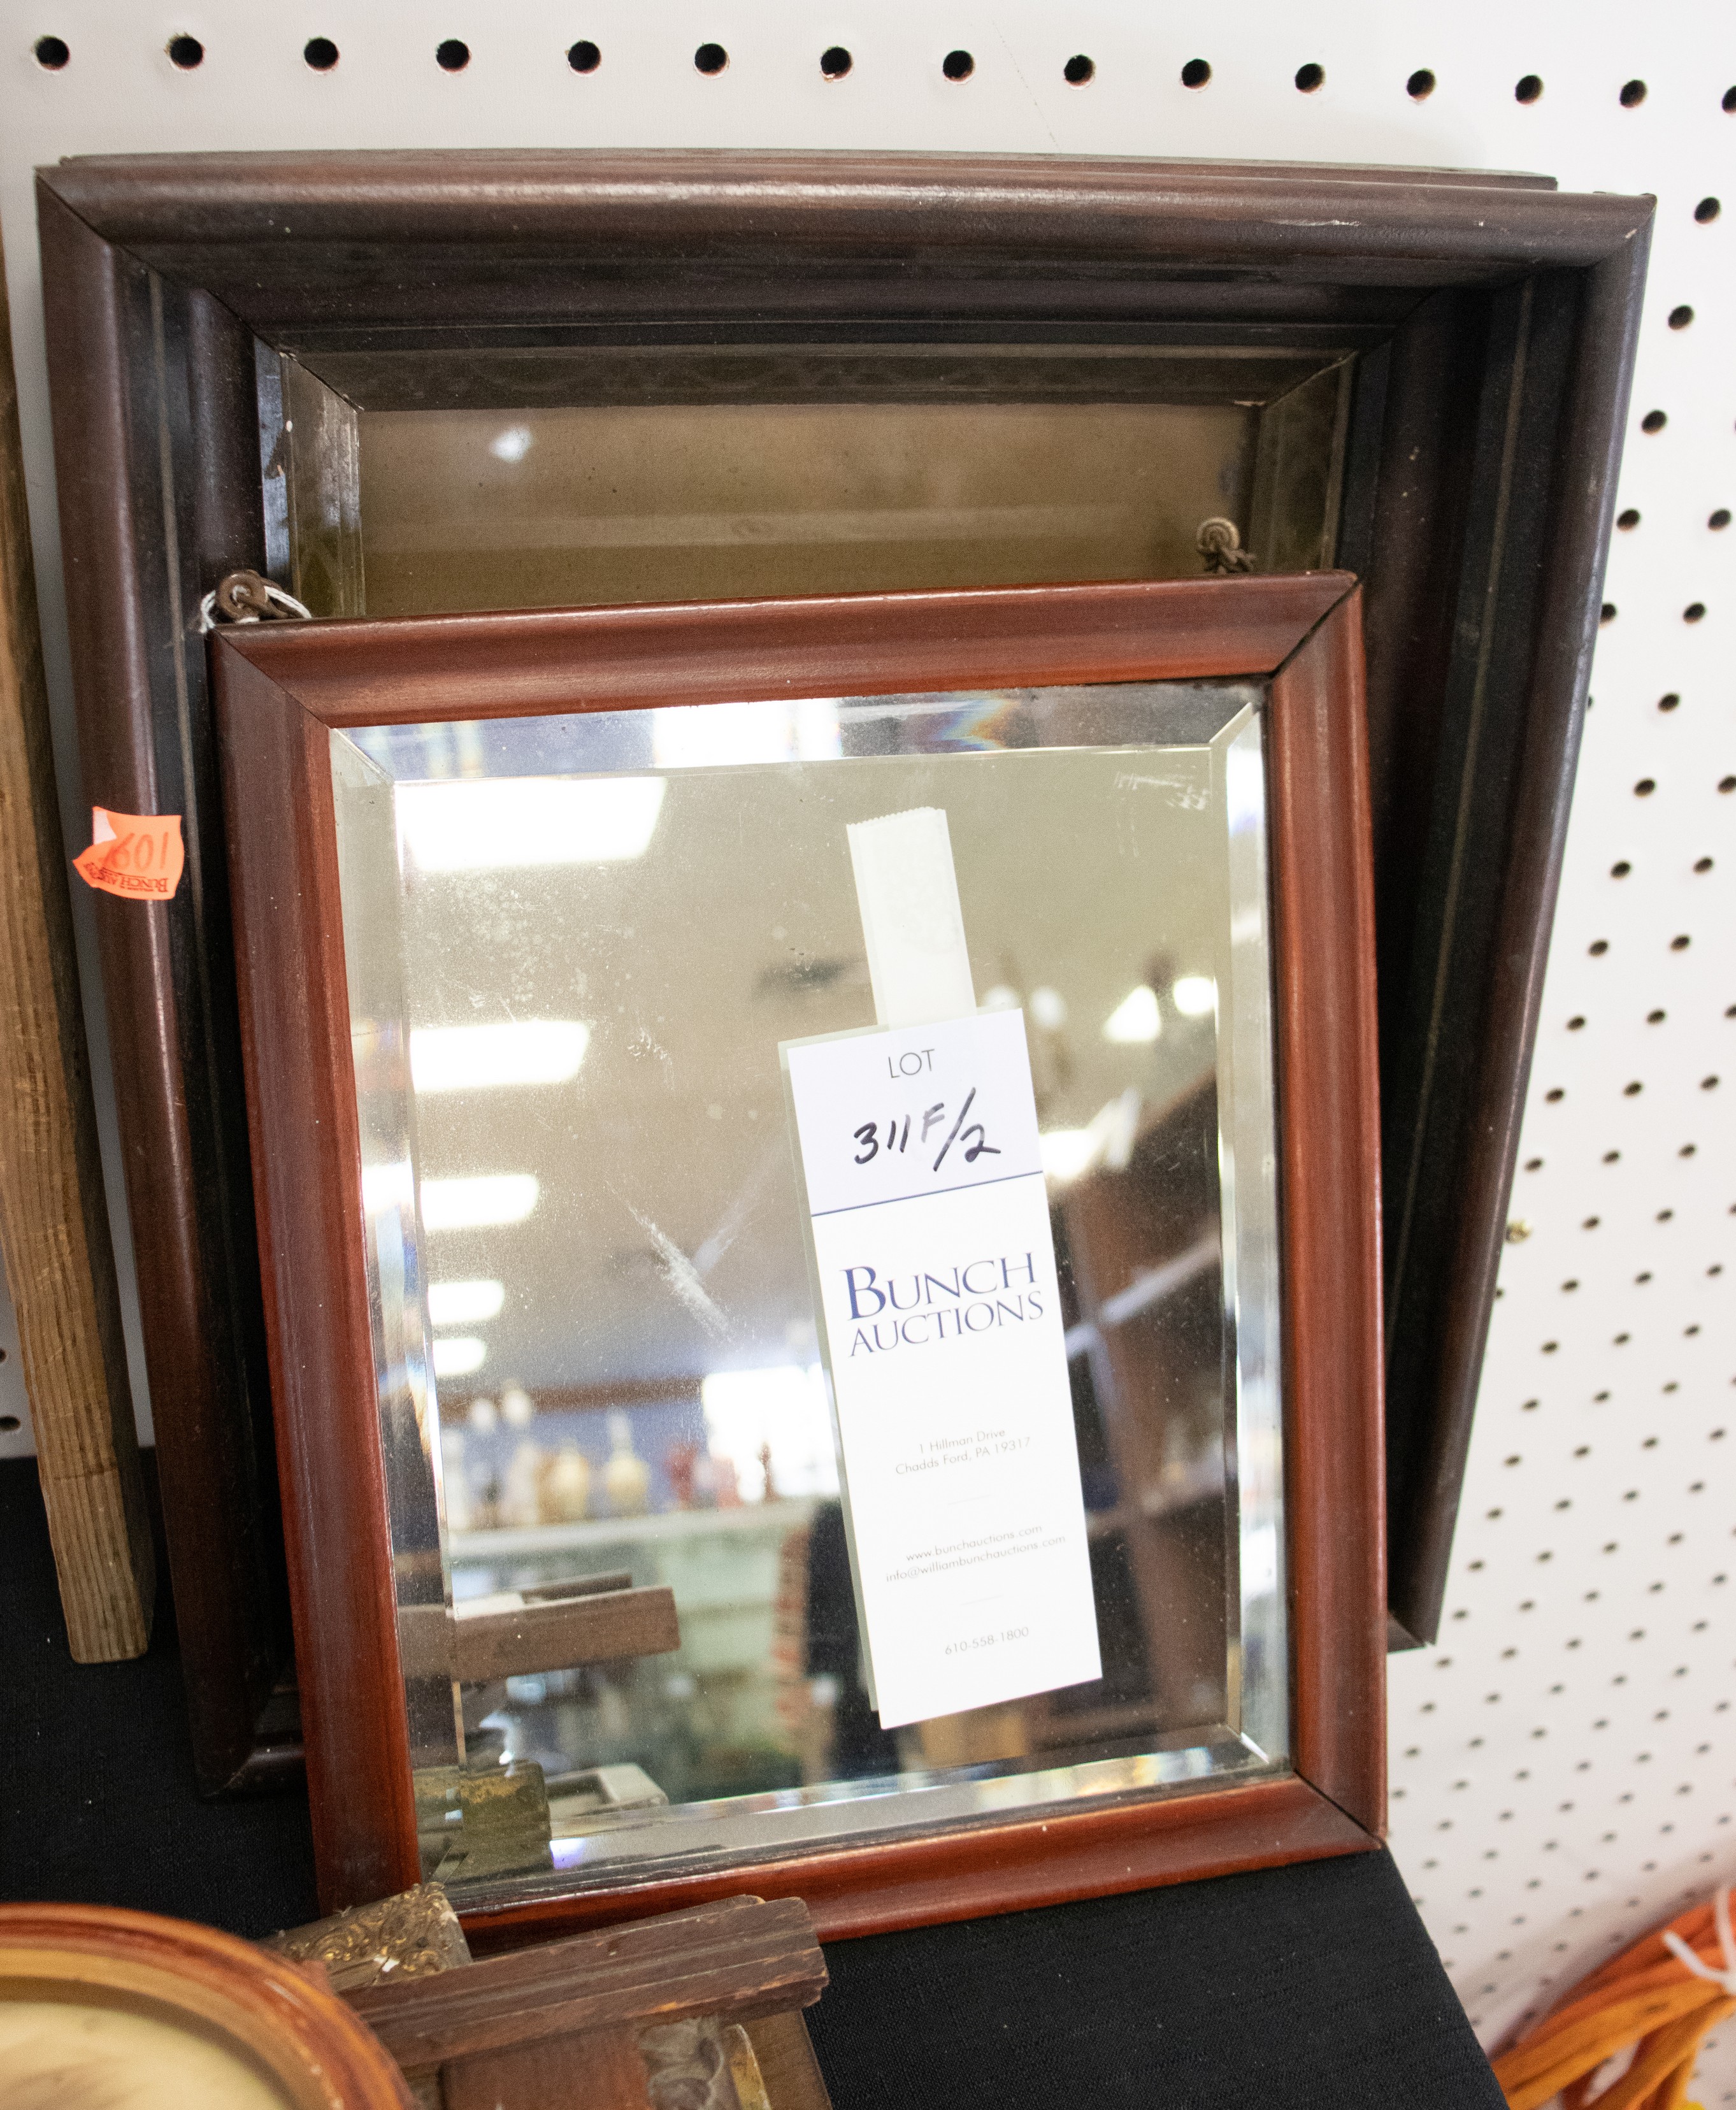 LOT
311F/2
BUNCH
AUCTIONS
1 Hillman Drive
Chadds Ford, PA 19317
www.bunchauctions.com
info@williambunchauctions.com
610-558-1800